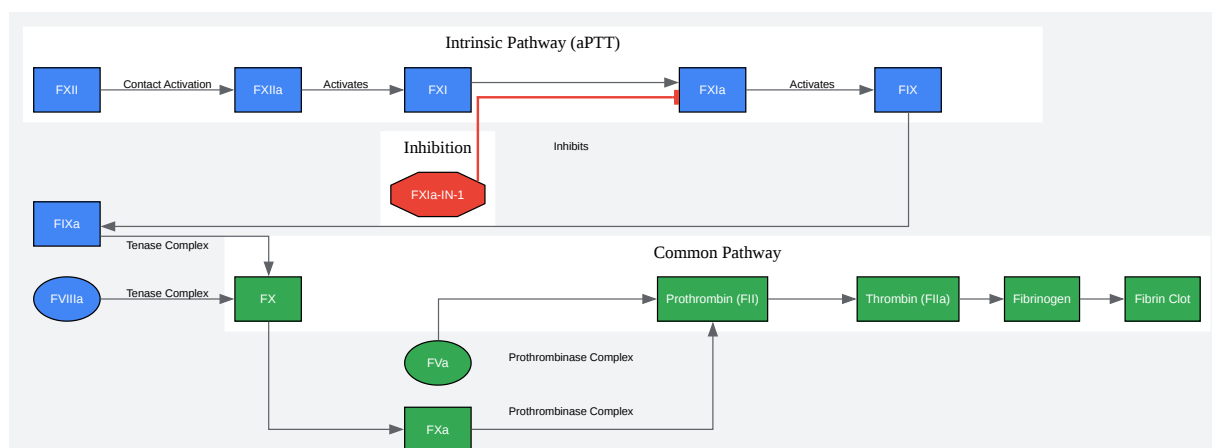 Intrinsic Pathway (aPTT)
FXII
Contact Activation
FXIIa
Activates
FXI
FXIa
Activates
FIX
Inhibition
Inhibits
FXIa-IN-1
FIXa
Tenase Complex
Common Pathway
FVIIIa
Tenase Complex
FX
Prothrombin (FII)
Thrombin (FIIa)
Fibrinogen
Fibrin Clot
FVa
Prothrombinase Complex
FXa
Prothrombinase Complex